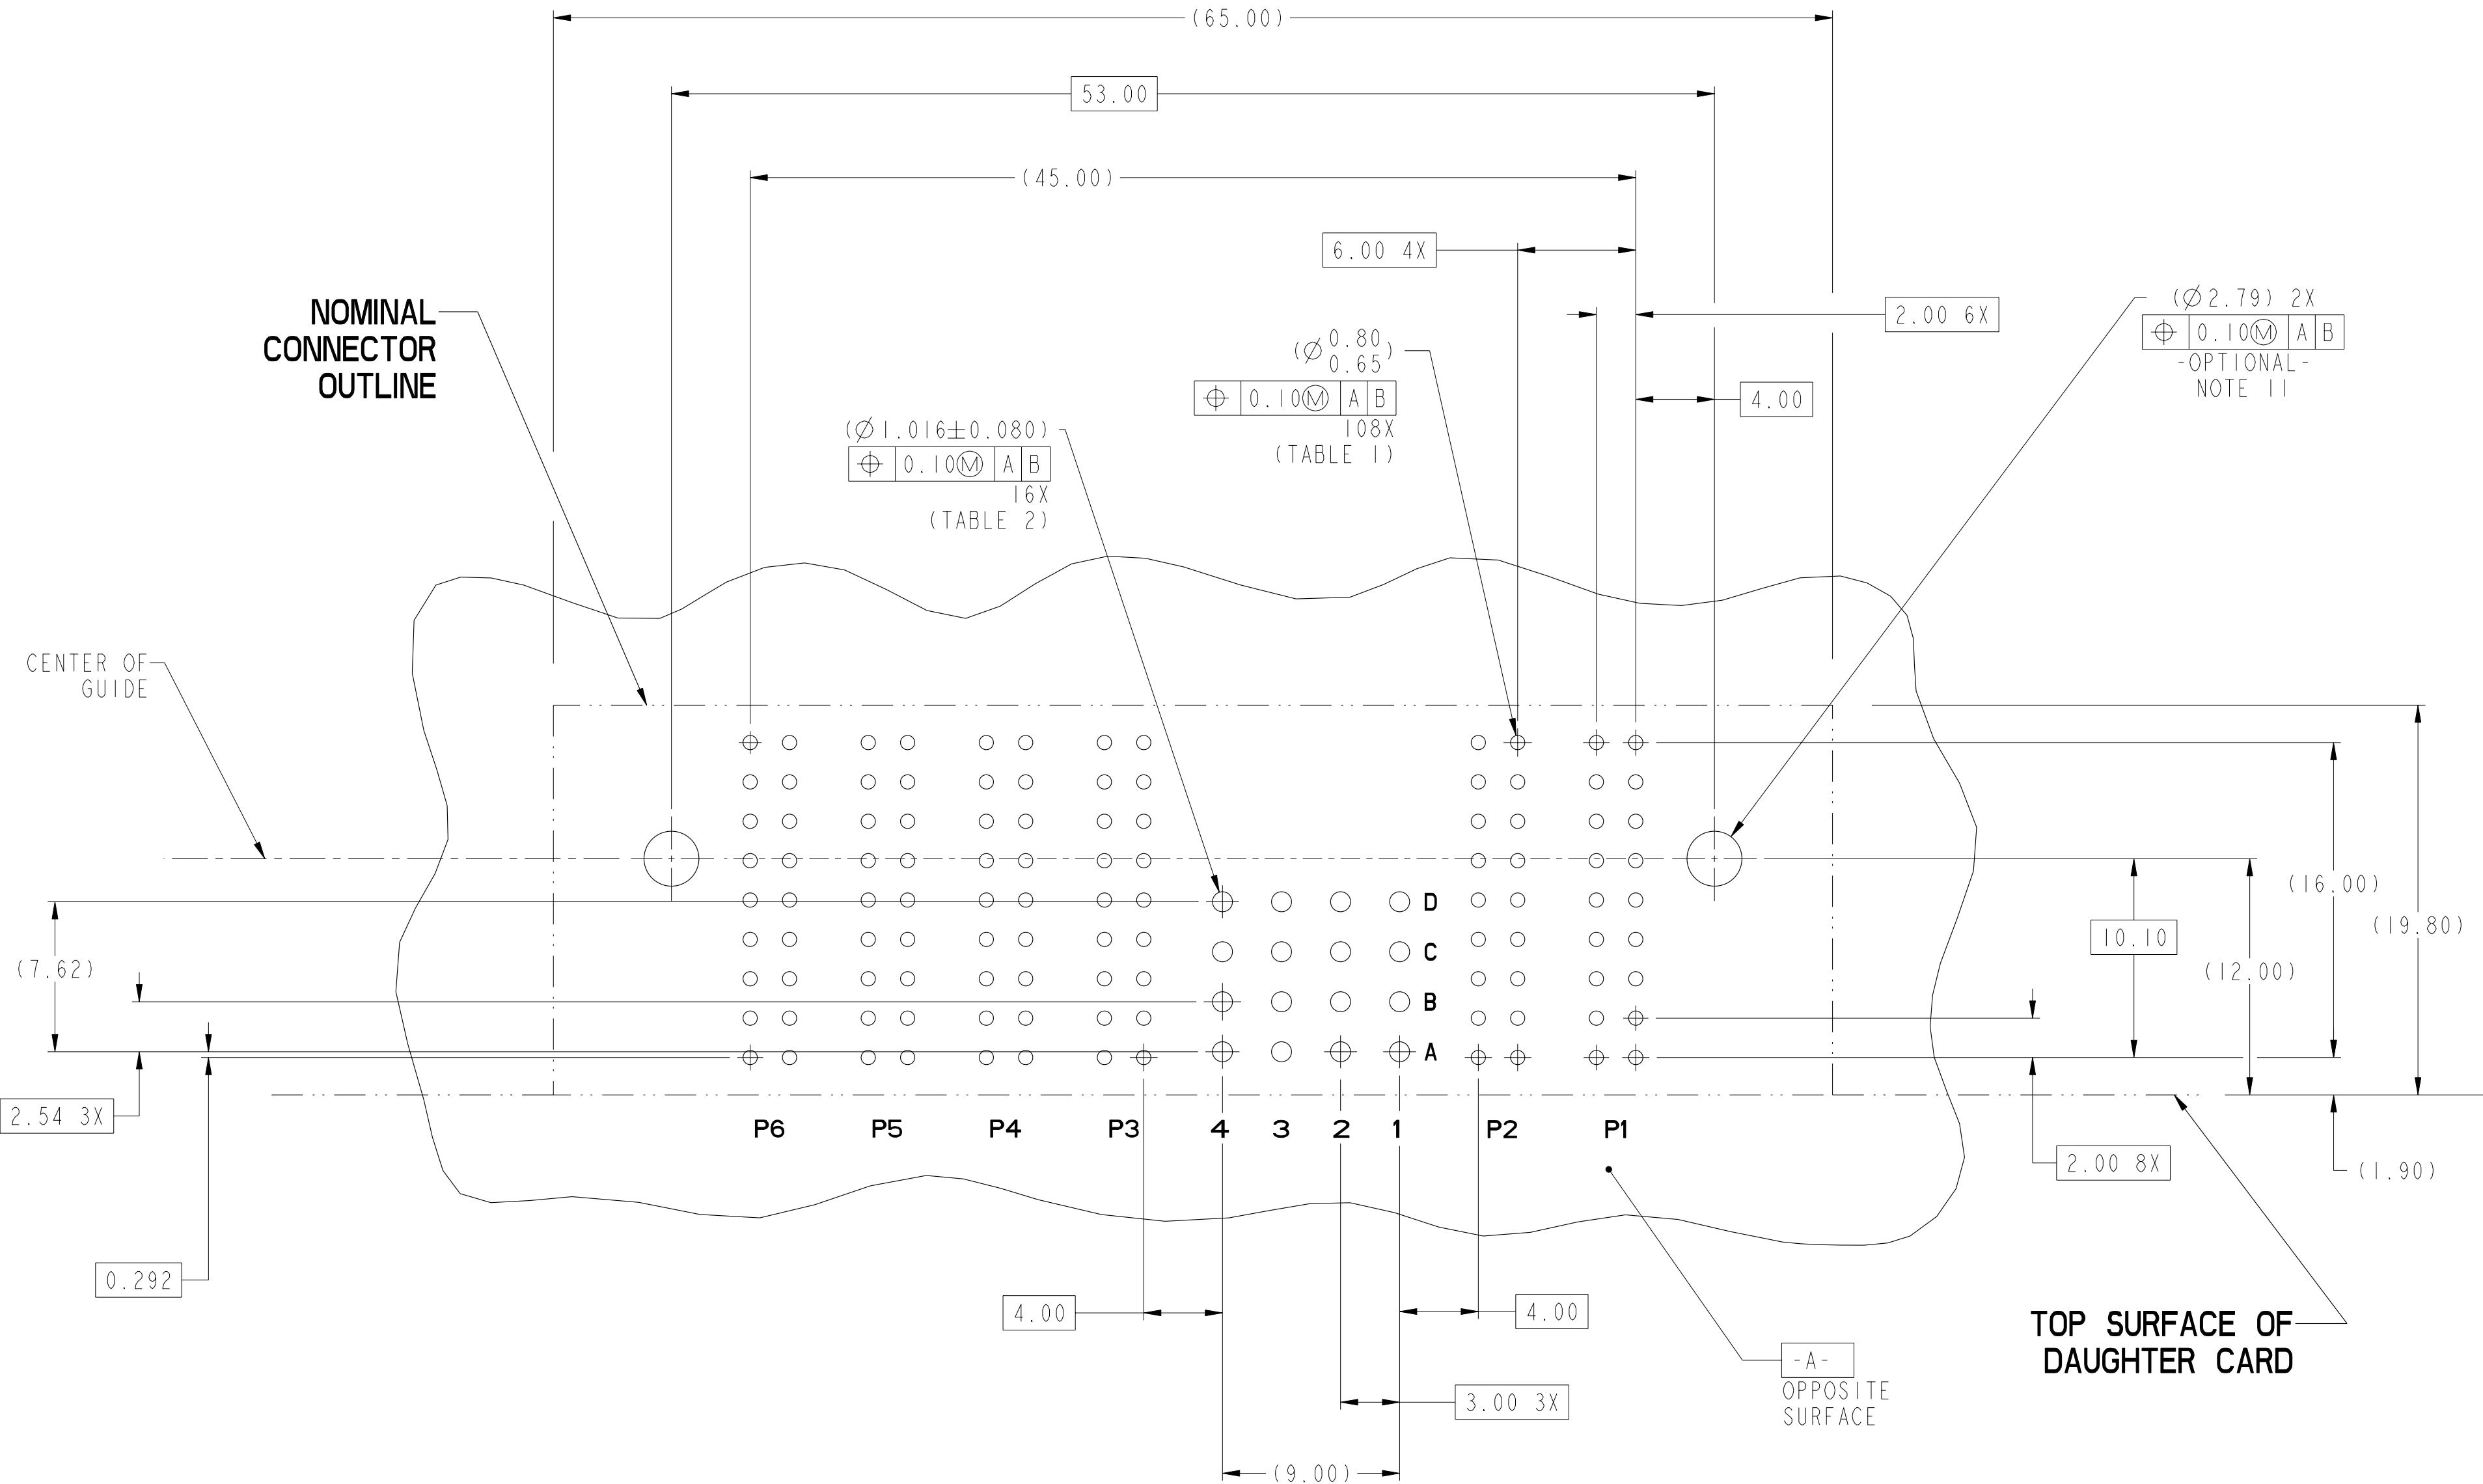 (65.00)
53.00
(45.00)
6.00 4X
2.00 6X
4.00
(Ø2.79) 2X
⌖ 0.10Ⓜ A B
-OPTIONAL-
NOTE 11
NOMINAL
CONNECTOR
OUTLINE
(Ø 0.80
0.65)
⌖ 0.10Ⓜ A B
108X
(TABLE 1)
(Ø1.016±0.080)
⌖ 0.10Ⓜ A B
16X
(TABLE 2)
CENTER OF
GUIDE
D
C
B
A
(7.62)
(16.00)
(19.80)
10.10
(12.00)
2.54 3X
P6 P5 P4 P3 4 3 2 1 P2 P1
2.00 8X
(1.90)
0.292
4.00
4.00
TOP SURFACE OF
DAUGHTER CARD
-A-
OPPOSITE
SURFACE
3.00 3X
(9.00)